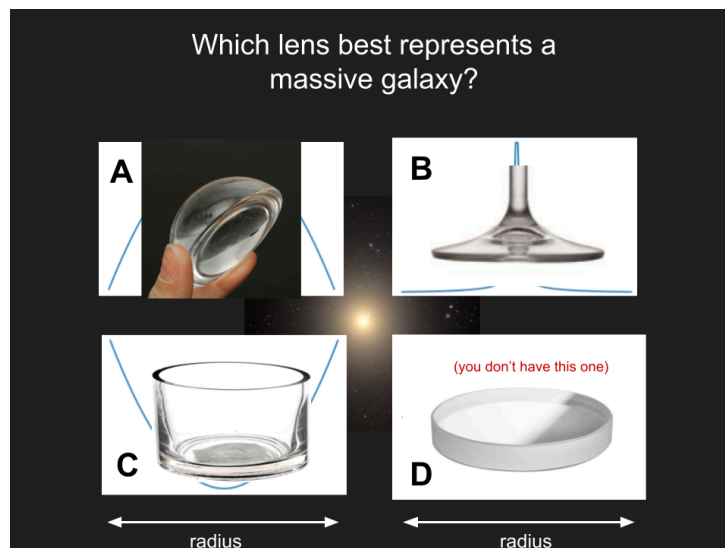 Which lens best represents a
massive galaxy?
A
B
(you don't have this one)
C
D
radius
radius